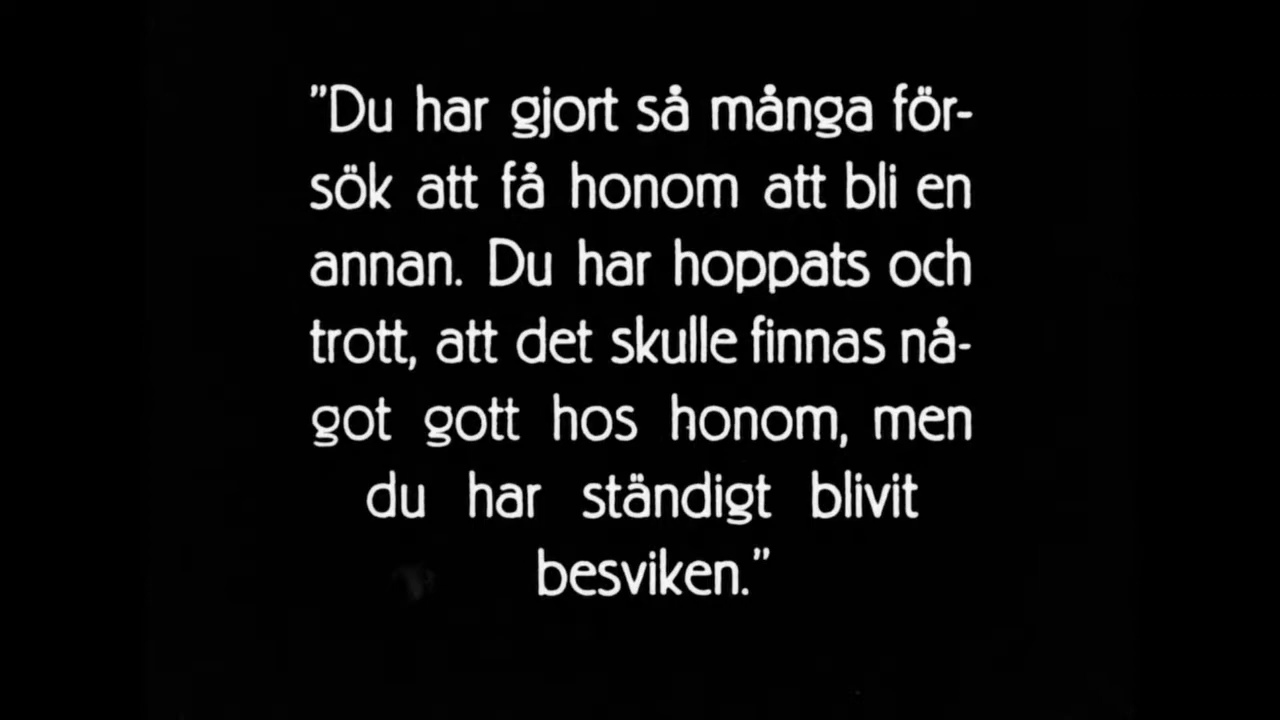 ”Du har gjort så många för-
sök att få honom att bli en
annan. Du har hoppats och
trott, att det skulle finnas nå-
got gott hos honom, men
du har ständigt blivit
besviken.”